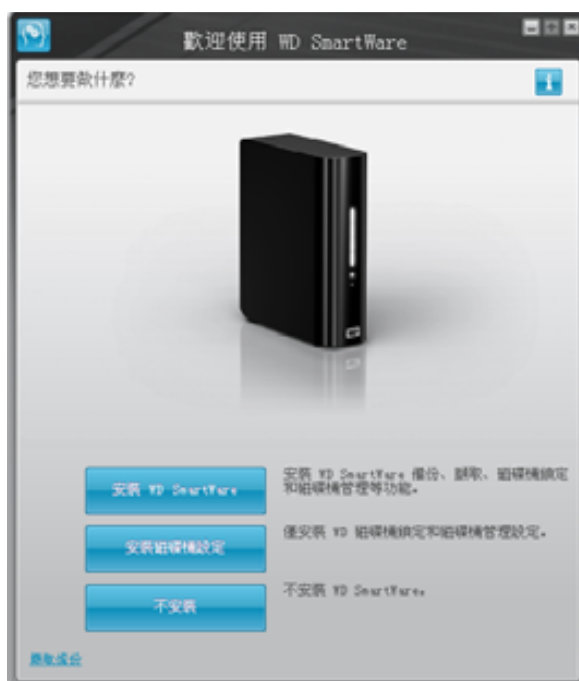 歡迎使用 WD SmartWare
您想要做什麼?
安裝 WD SmartWare
安裝 WD SmartWare 備份、擷取、磁碟機鎖定
和磁碟機管理等功能。
安裝磁碟機設定
僅安裝 WD 磁碟機鎖定和磁碟機管理設定。
不安裝
不安裝 WD SmartWare。